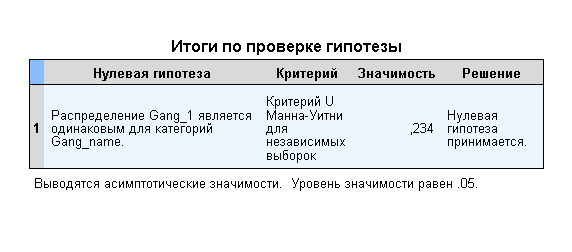 Итоги по проверке гипотезы
Нулевая гипотеза Критерий Значимость Решение
1 Распределение Gang_1 является одинаковым для категорий Gang_name. Критерий U Манна-Уитни для независимых выборок ,234 Нулевая гипотеза принимается.
Выводятся асимптотические значимости. Уровень значимости равен .05.